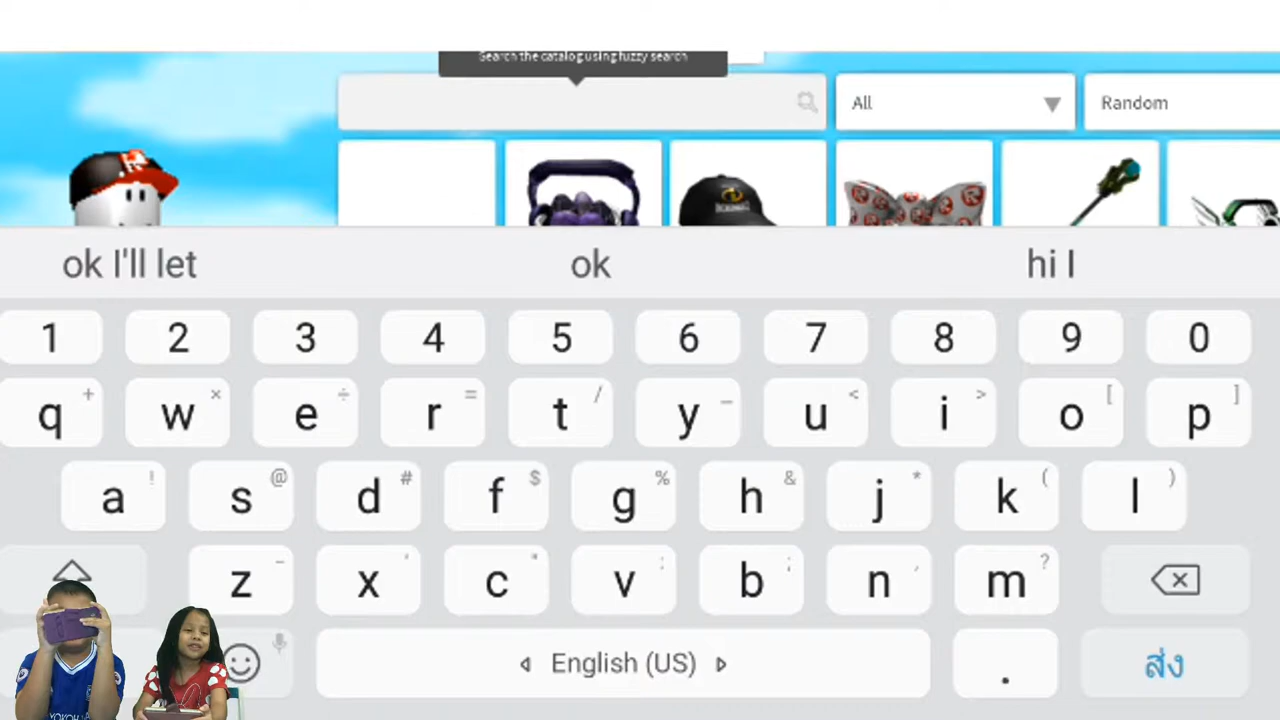 Search the catalog using fuzzy search
All
Random
ok I'll let
ok
hi I
1 2 3 4 5 6 7 8 9 0
q + w × e ÷ r = t / y _ u < i > o [ p ]
a ! s @ d # f $ g % h & j * k ( l )
z - x ' c " v : b ; n , m ?
English (US)
.
ส่ง
YOKOHAMA